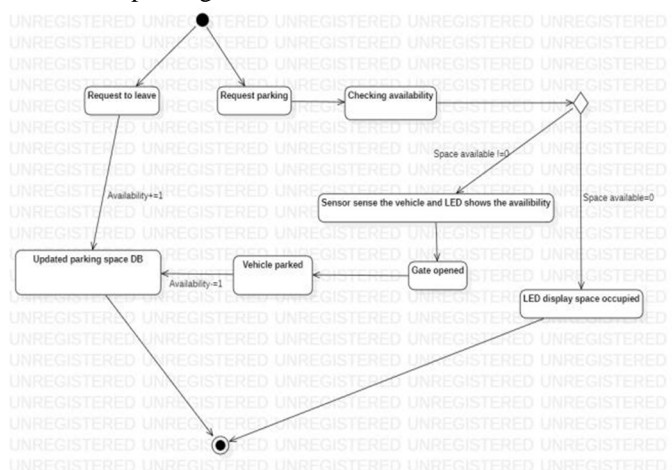 Request to leave
Request parking
Checking availability
Space available !=0
Availability+=1
Space available=0
Sensor sense the vehicle and LED shows the availibility
Updated parking space DB
Vehicle parked
Gate opened
Availability-=1
LED display space occupied